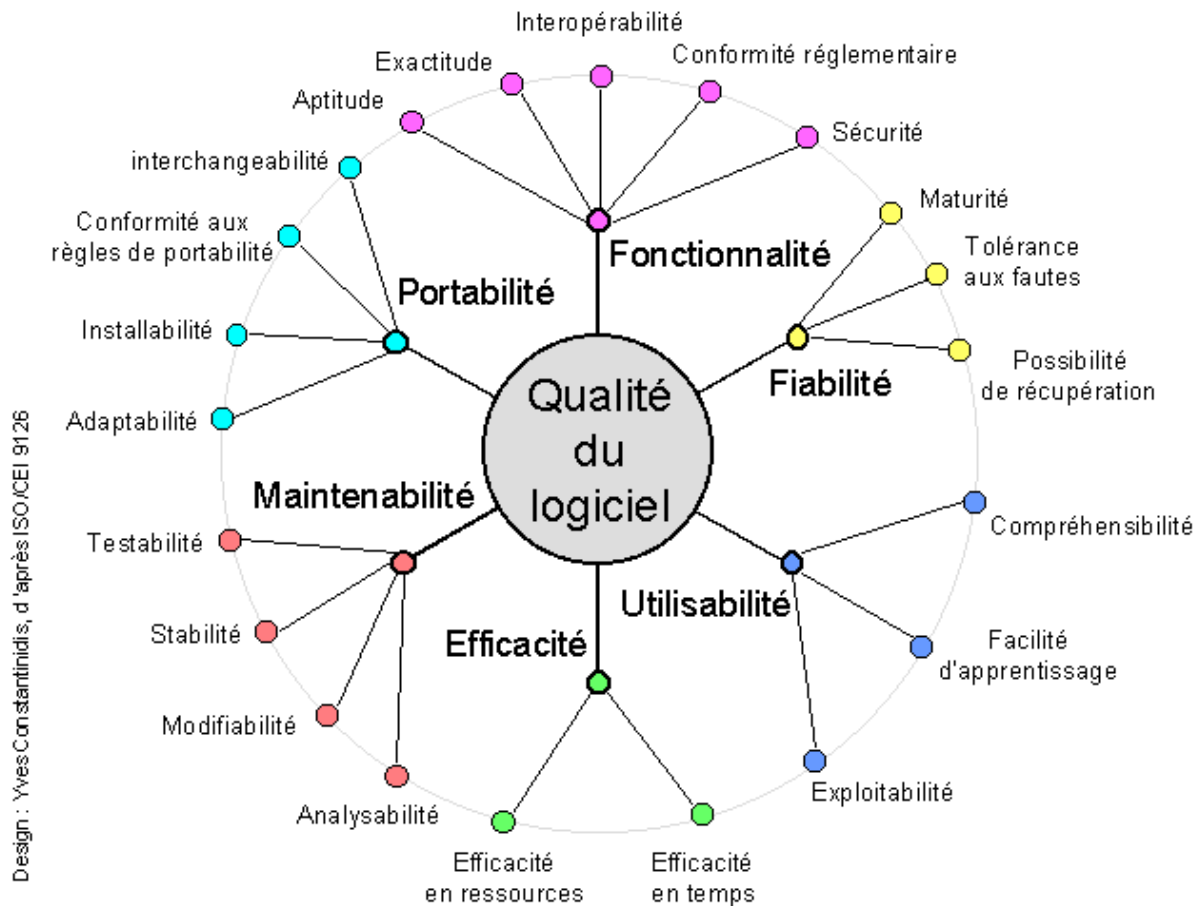 Interopérabilité
Exactitude
Conformité réglementaire
Aptitude
Sécurité
interchangeabilité
Maturité
Conformité aux
règles de portabilité
Tolérance
aux fautes
Fonctionnalité
Portabilité
Installabilité
Possibilité
de récupération
Fiabilité
Qualité
du
logiciel
Adaptabilité
Maintenabilité
Compréhensibilité
Testabilité
Utilisabilité
Stabilité
Efficacité
Facilité
d'apprentissage
Modifiabilité
Exploitabilité
Analysabilité
Efficacité
en ressources
Efficacité
en temps
Design : Yves Constantinidis, d'après ISO/CEI 9126